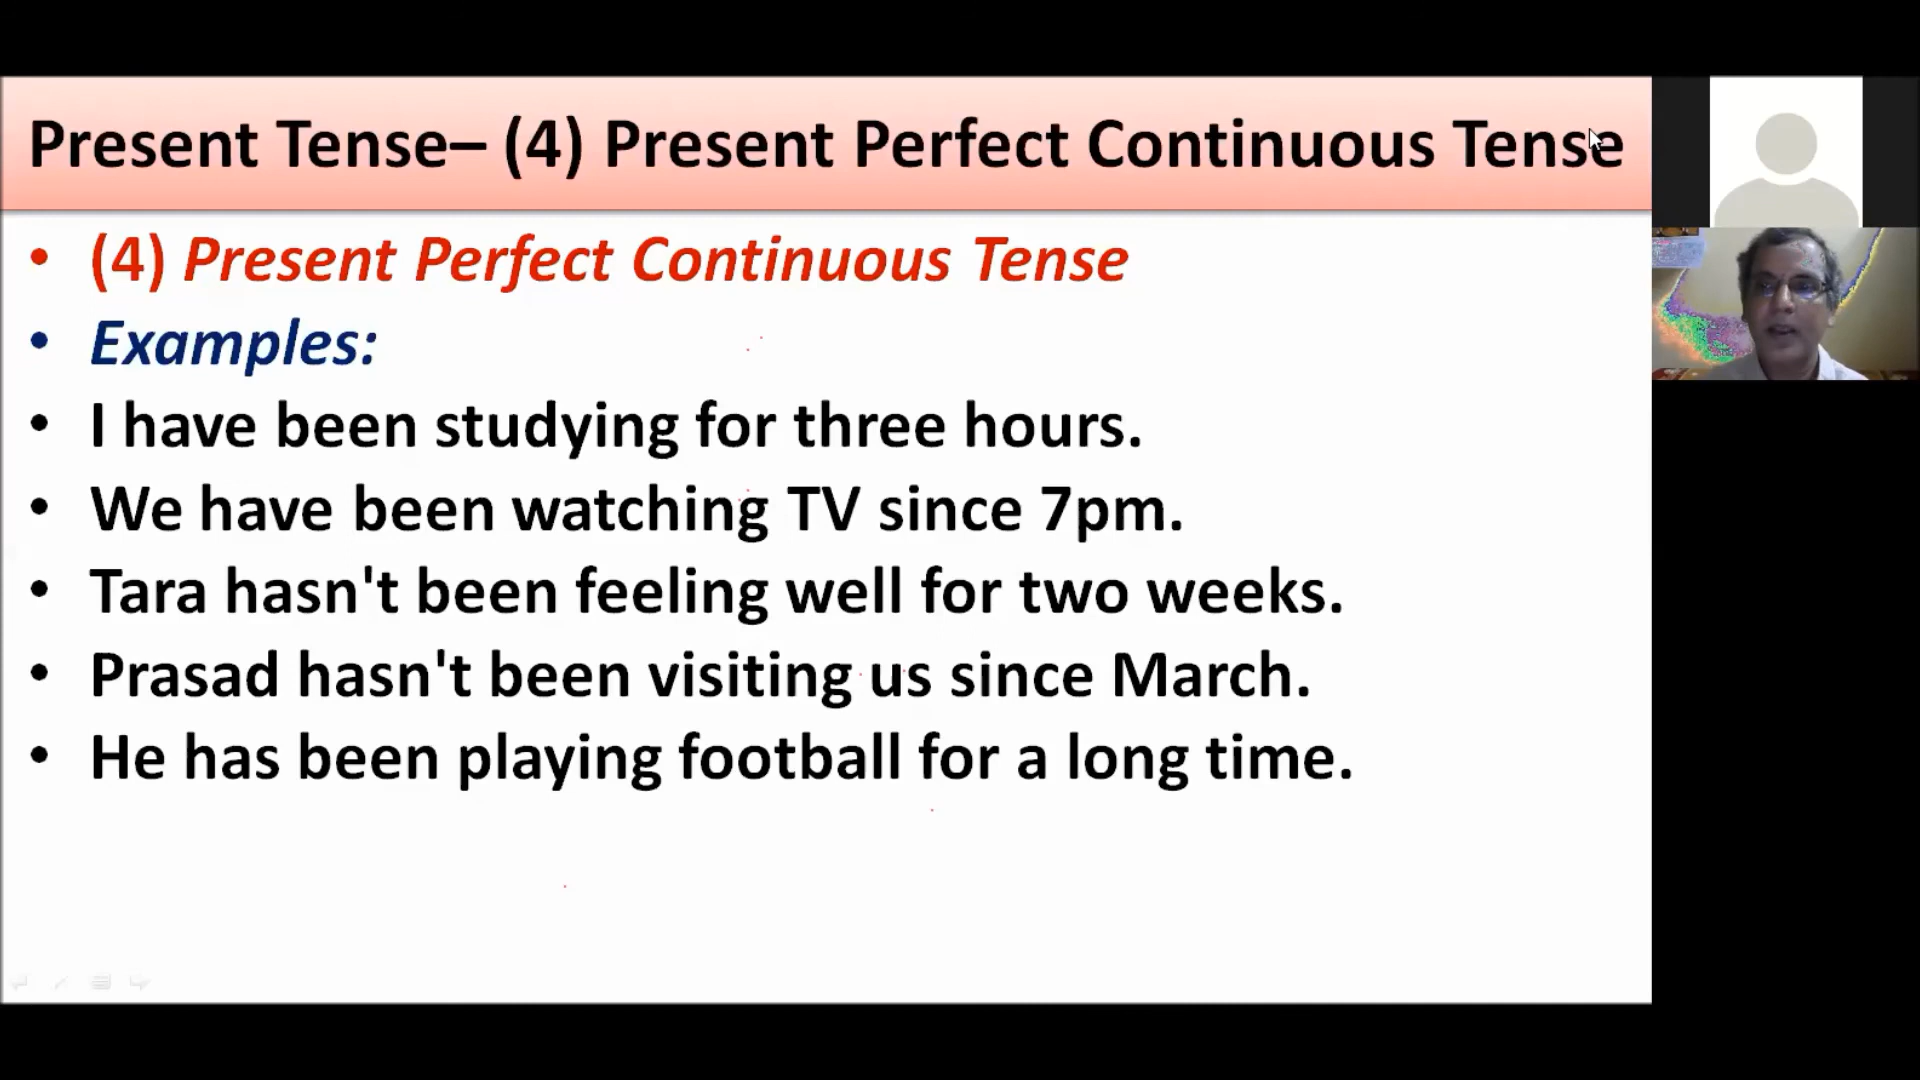 Present Tense– (4) Present Perfect Continuous Tense
• (4) Present Perfect Continuous Tense
• Examples:
• I have been studying for three hours.
• We have been watching TV since 7pm.
• Tara hasn't been feeling well for two weeks.
• Prasad hasn't been visiting us since March.
• He has been playing football for a long time.